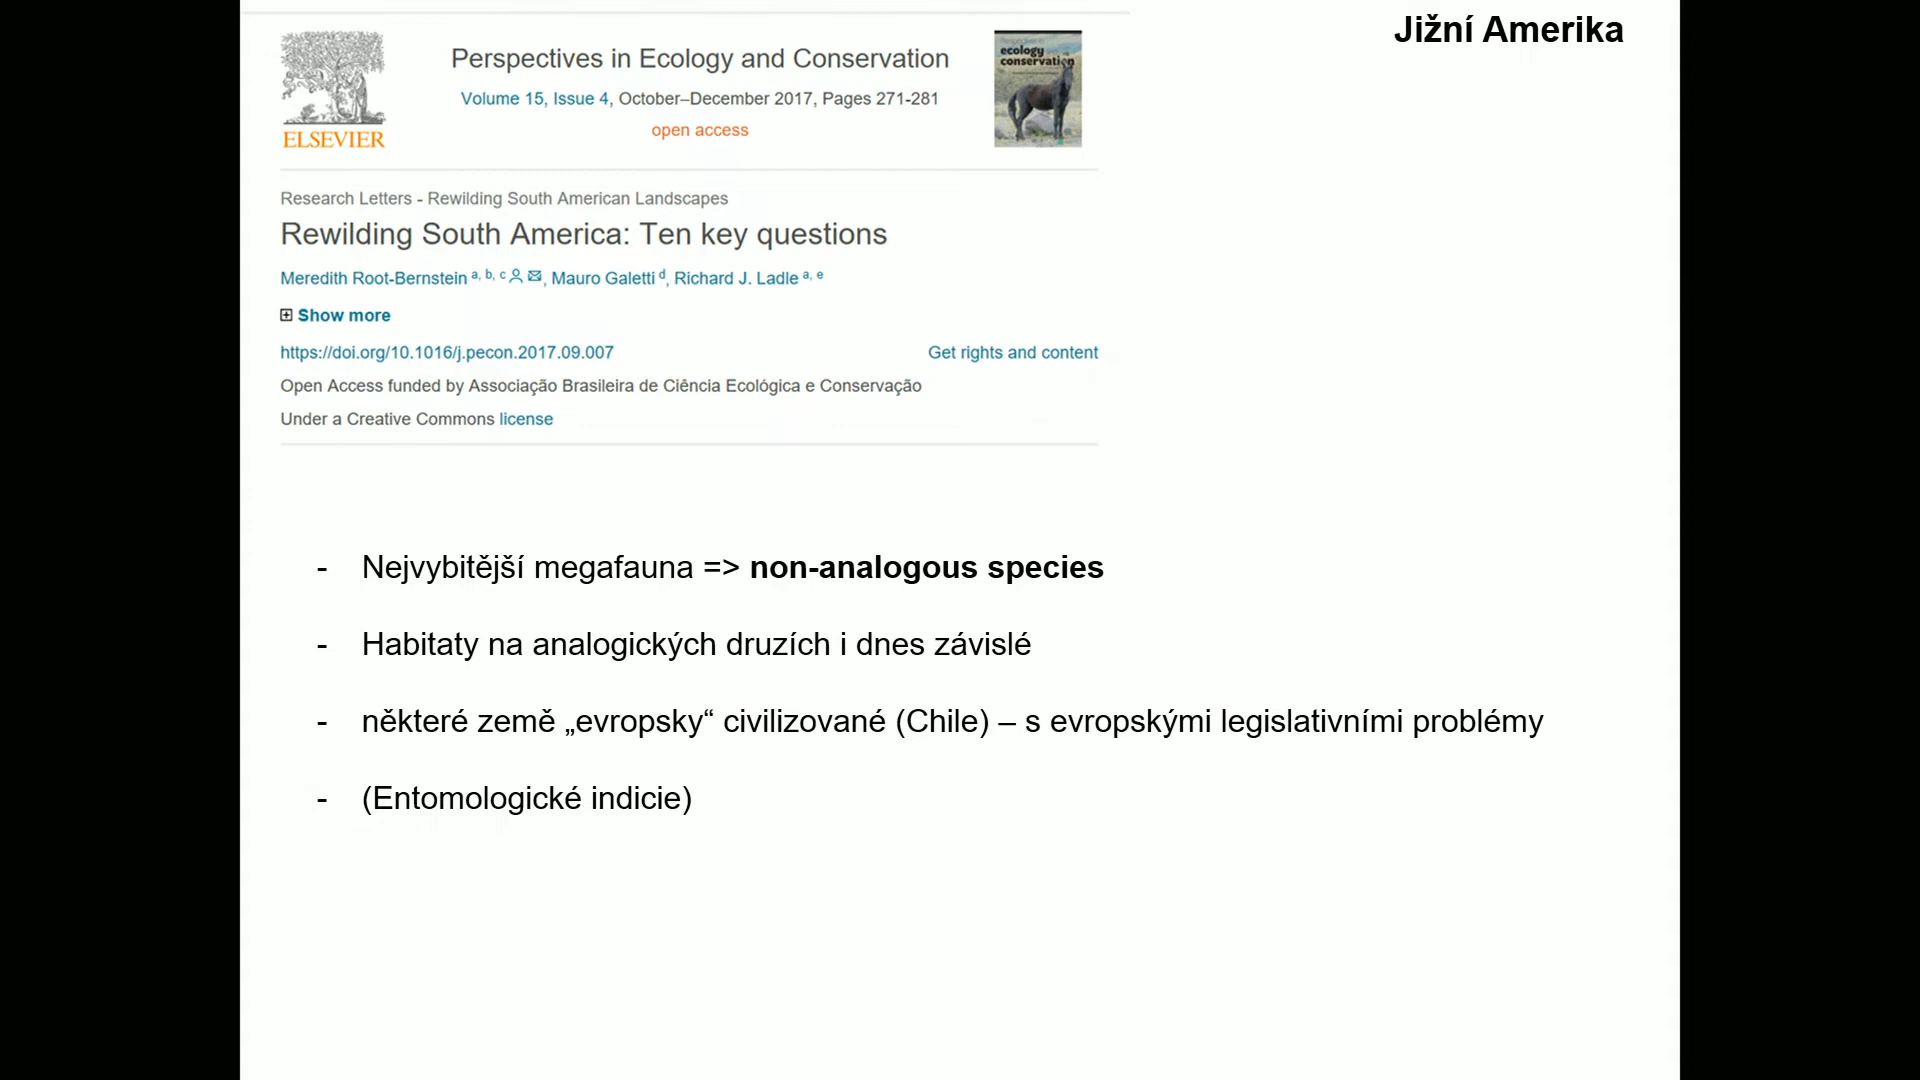 Jižní Amerika
ELSEVIER
Perspectives in Ecology and Conservation
Volume 15, Issue 4, October–December 2017, Pages 271-281
open access
ecology
conservation
Research Letters - Rewilding South American Landscapes
Rewilding South America: Ten key questions
Meredith Root-Bernstein a, b, c, Mauro Galetti d, Richard J. Ladle a, e
Show more
https://doi.org/10.1016/j.pecon.2017.09.007
Get rights and content
Open Access funded by Associação Brasileira de Ciência Ecológica e Conservação
Under a Creative Commons license
- Nejvybitější megafauna => non-analogous species
- Habitaty na analogických druzích i dnes závislé
- některé země „evropsky“ civilizované (Chile) – s evropskými legislativními problémy
- (Entomologické indicie)